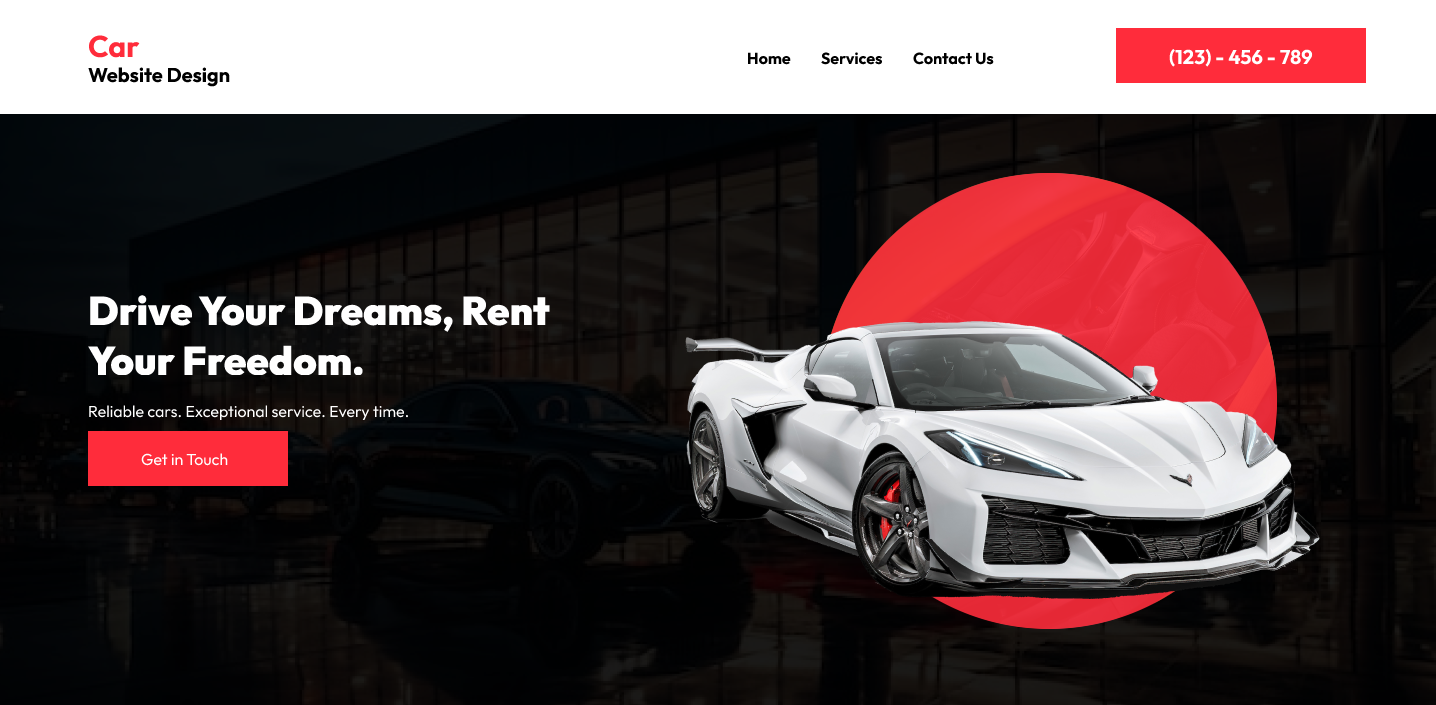 Car
Website Design
Home
Services
Contact Us
(123) - 456 - 789
Drive Your Dreams, Rent
Your Freedom.
Reliable cars. Exceptional service. Every time.
Get in Touch